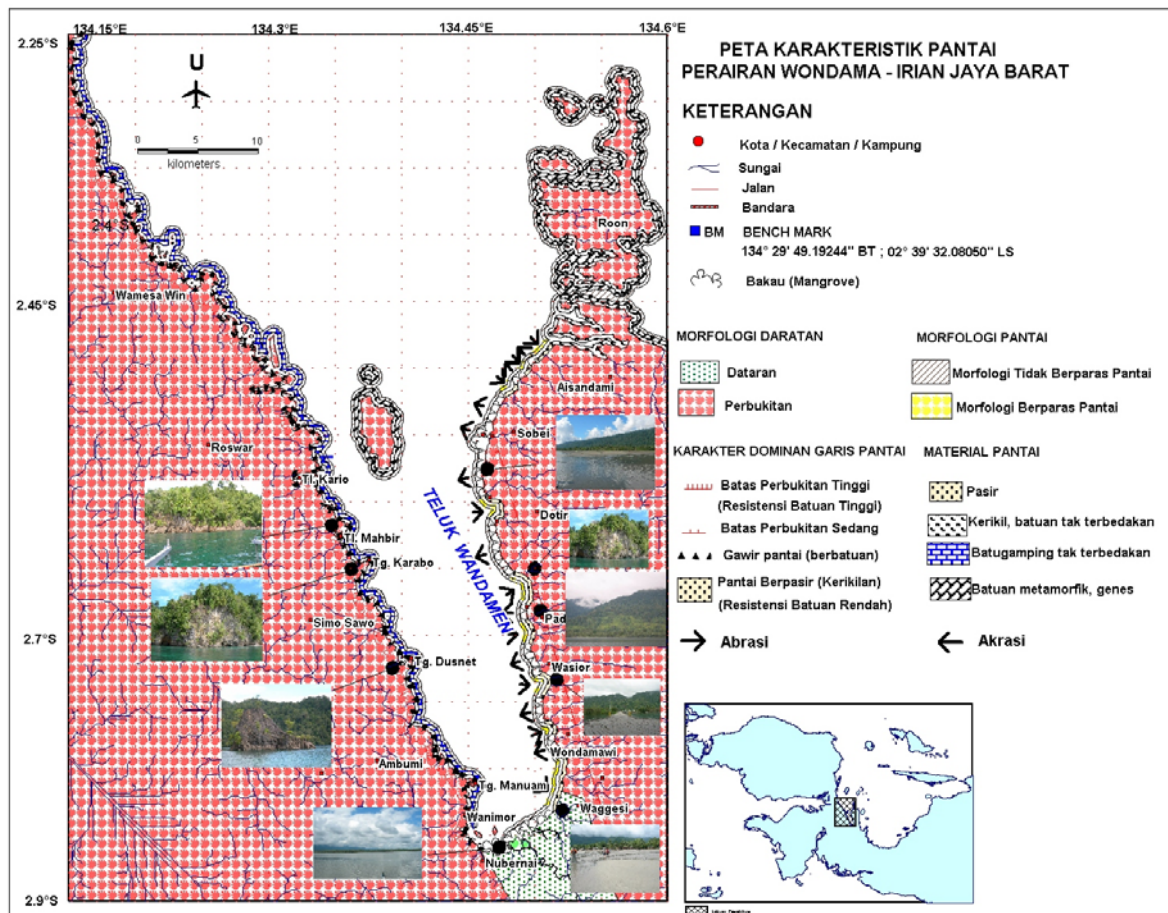 134.15°E
134.3°E
134.45°E
134.6°E
2.25°S
2.45°S
2.7°S
2.9°S
U
0 5 10
kilometers
Roon
Wamesa Win
Aisandami
Sobei
Roswar
Tl. Kario
Dotir
Tl. Mahbir
Tg. Karabo
TELUK WANDAMEN
Simo Sawo
Pad
Tg. Dusnet
Wasior
Wondamawi
Ambumi
Tg. Manuam
Wanimor
Waggesi
Nubernai
PETA KARAKTERISTIK PANTAI
PERAIRAN WONDAMA - IRIAN JAYA BARAT
KETERANGAN
Kota / Kecamatan / Kampung
Sungai
Jalan
Bandara
BM BENCH MARK
134° 29' 49.19244" BT ; 02° 39' 32.08050" LS
Bakau (Mangrove)
MORFOLOGI DARATAN
Dataran
Perbukitan
MORFOLOGI PANTAI
Morfologi Tidak Berparas Pantai
Morfologi Berparas Pantai
KARAKTER DOMINAN GARIS PANTAI
Batas Perbukitan Tinggi
(Resistensi Batuan Tinggi)
Batas Perbukitan Sedang
Gawir pantai (berbatuan)
Pantai Berpasir (Kerikilan)
(Resistensi Batuan Rendah)
Abrasi
MATERIAL PANTAI
Pasir
Kerikil, batuan tak terbedakan
Batugamping tak terbedakan
Batuan metamorfik, genes
Akrasi